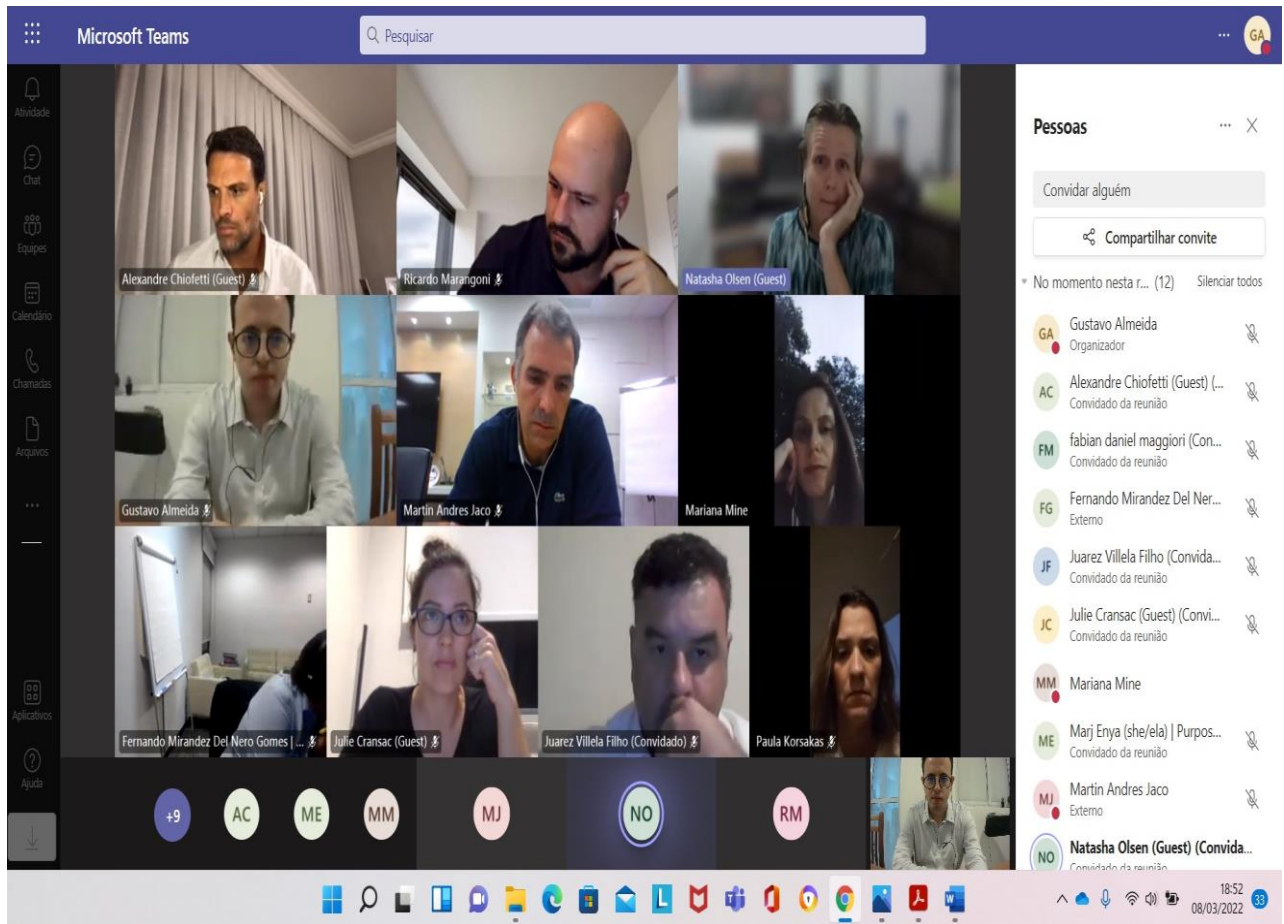 Microsoft Teams
Pesquisar
GA
Atividade
Chat
Equipes
Calendário
Chamadas
Arquivos
Aplicativos
Ajuda
Alexandre Chiofetti (Guest)
Ricardo Marangoni
Natasha Olsen (Guest)
Gustavo Almeida
Martin Andres Jaco
Mariana Mine
Fernando Mirandez Del Nero Gomes | ...
Julie Cransac (Guest)
Juarez Villela Filho (Convidado)
Paula Korsakas
+9
AC
ME
MM
MJ
NO
RM
Pessoas
Convidar alguém
Compartilhar convite
No momento nesta r... (12) Silenciar todos
GA Gustavo Almeida
Organizador
AC Alexandre Chiofetti (Guest) (...
Convidado da reunião
FM fabian daniel maggiori (Con...
Convidado da reunião
FG Fernando Mirandez Del Ner...
Externo
JF Juarez Villela Filho (Convida...
Convidado da reunião
JC Julie Cransac (Guest) (Convi...
Convidado da reunião
MM Mariana Mine
ME Marj Enya (she/ela) | Purpos...
Convidado da reunião
MJ Martin Andres Jaco
Externo
NO Natasha Olsen (Guest) (Convida...
Convidado da reunião
18:52
08/03/2022
33